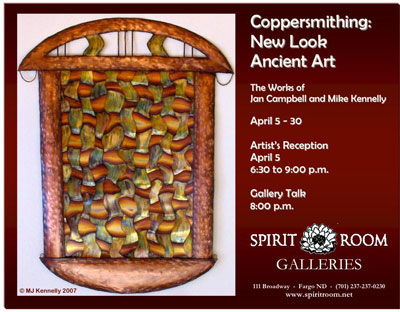 Coppersmithing:
New Look
Ancient Art
The Works of
Jan Campbell and Mike Kennelly
April 5 - 30
Artist's Reception
April 5
6:30 to 9:00 p.m.
Gallery Talk
8:00 p.m.
SPIRIT ROOM
GALLERIES
111 Broadway - Fargo ND - (701) 237-237-0230
www.spiritroom.net
© MJ Kennelly 2007